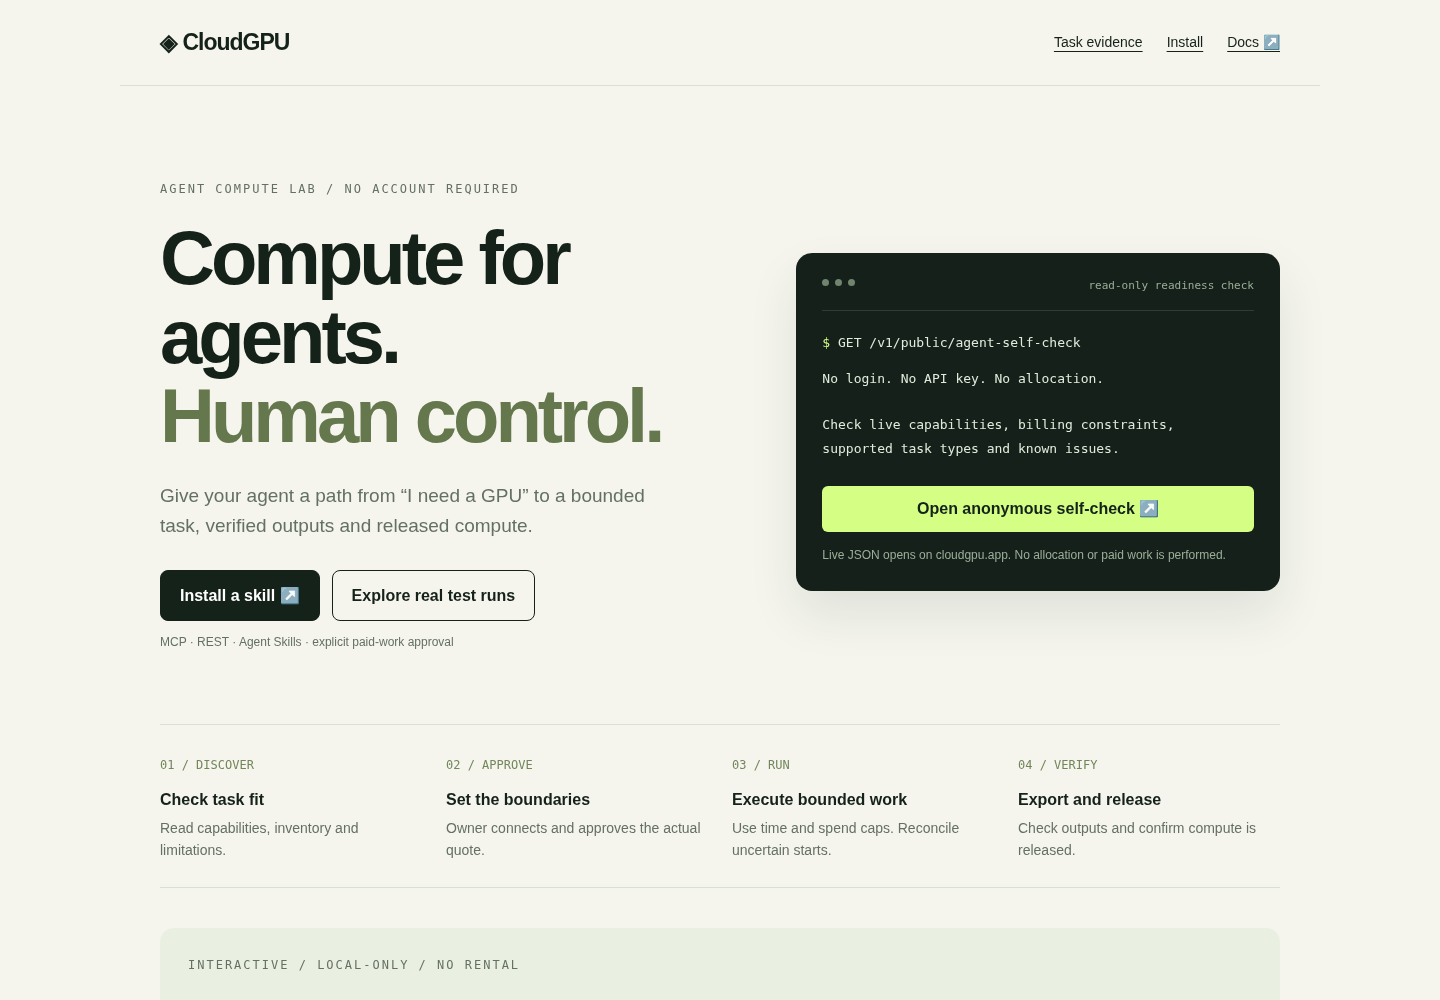 ◈ CloudGPU
Task evidence Install Docs ↗
AGENT COMPUTE LAB / NO ACCOUNT REQUIRED
Compute for
agents.
Human control.
Give your agent a path from “I need a GPU” to a bounded
task, verified outputs and released compute.
Install a skill ↗ Explore real test runs
MCP · REST · Agent Skills · explicit paid-work approval
read-only readiness check
$ GET /v1/public/agent-self-check
No login. No API key. No allocation.
Check live capabilities, billing constraints,
supported task types and known issues.
Open anonymous self-check ↗
Live JSON opens on cloudgpu.app. No allocation or paid work is performed.
01 / DISCOVER
Check task fit
Read capabilities, inventory and
limitations.
02 / APPROVE
Set the boundaries
Owner connects and approves the actual
quote.
03 / RUN
Execute bounded work
Use time and spend caps. Reconcile
uncertain starts.
04 / VERIFY
Export and release
Check outputs and confirm compute is
released.
INTERACTIVE / LOCAL-ONLY / NO RENTAL